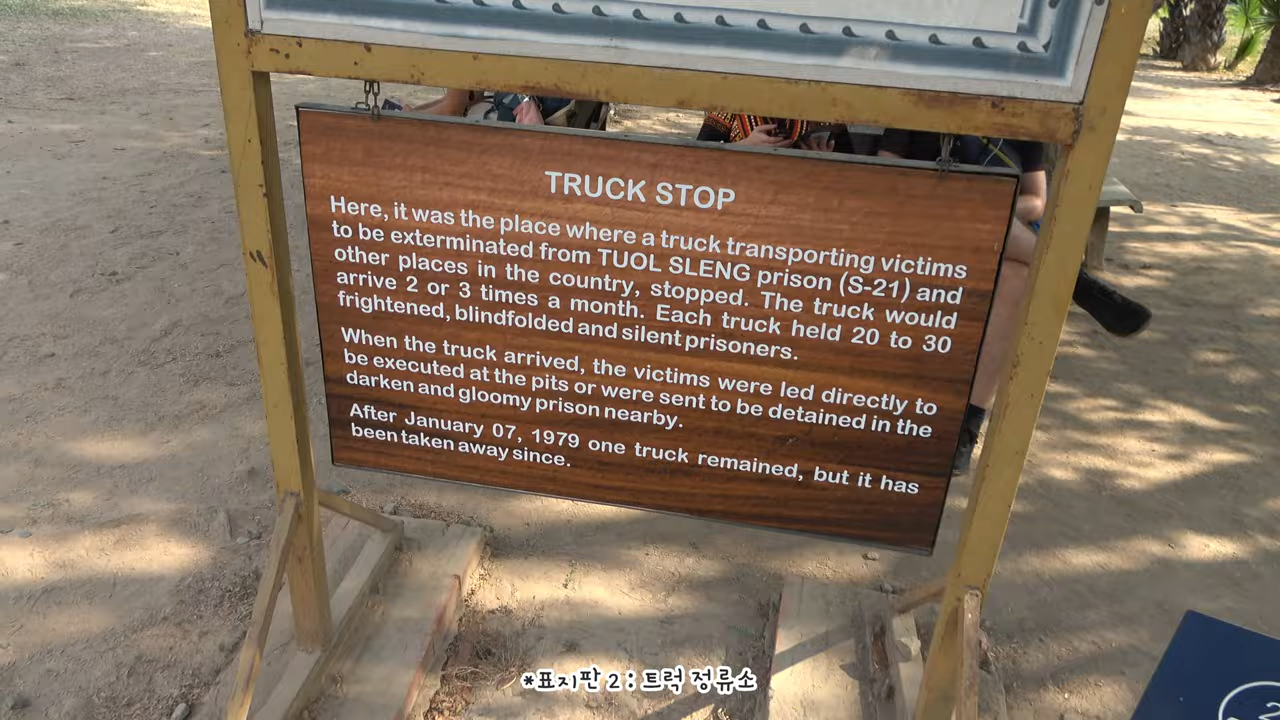 TRUCK STOP
Here, it was the place where a truck transporting victims
to be exterminated from TUOL SLENG prison (S-21) and
other places in the country, stopped. The truck would
arrive 2 or 3 times a month. Each truck held 20 to 30
frightened, blindfolded and silent prisoners.
When the truck arrived, the victims were led directly to
be executed at the pits or were sent to be detained in the
darken and gloomy prison nearby.
After January 07, 1979 one truck remained, but it has
been taken away since.
*표지판 2 : 트럭 정류소